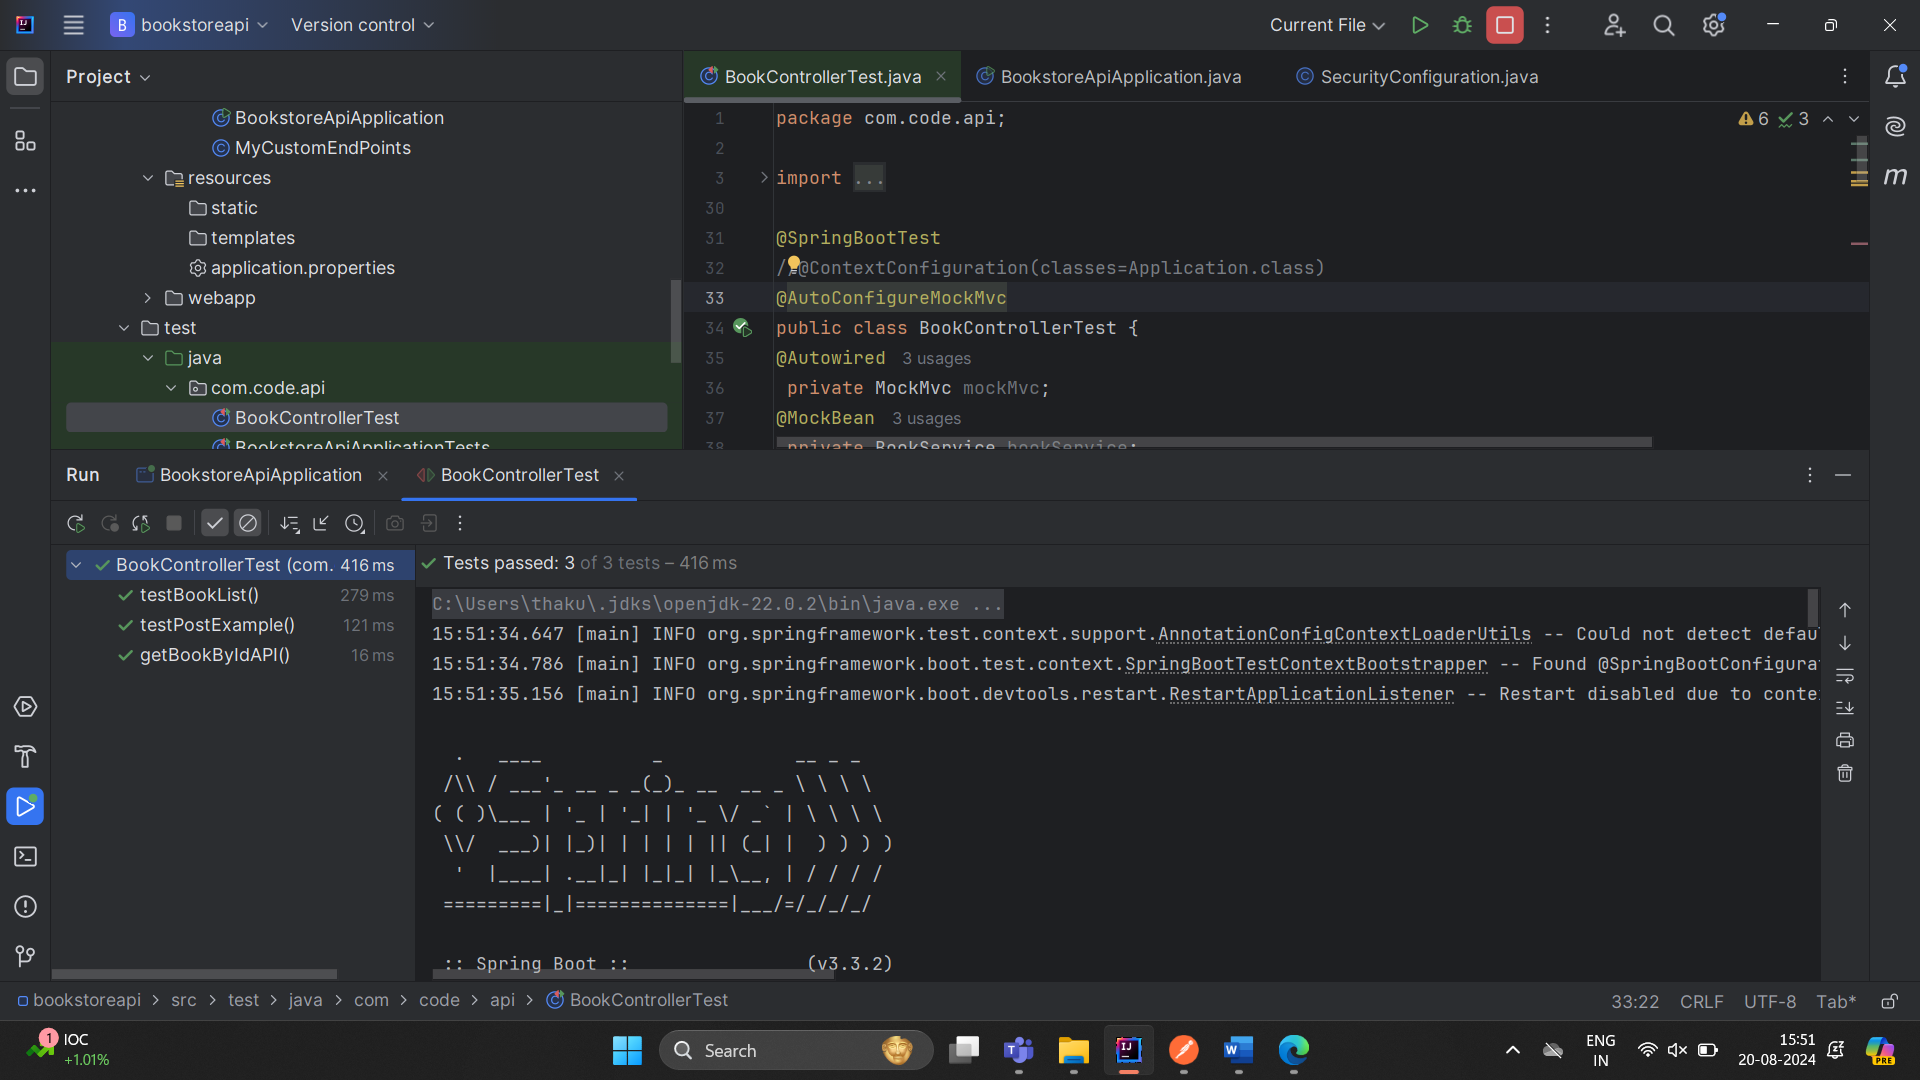 B bookstoreapi Version control Current File
Project
BookControllerTest.java BookstoreApiApplication.java SecurityConfiguration.java
BookstoreApiApplication
MyCustomEndPoints
resources
static
templates
application.properties
webapp
test
java
com.code.api
BookControllerTest
BookstoreApiApplicationTests
1 package com.code.api;
6 3
2
3 import ...
30
31 @SpringBootTest
32 //@ContextConfiguration(classes=Application.class)
33 @AutoConfigureMockMvc
34 public class BookControllerTest {
35 @Autowired 3 usages
36 private MockMvc mockMvc;
37 @MockBean 3 usages
38 private BookService bookService;
m
Run BookstoreApiApplication BookControllerTest
BookControllerTest (com. 416 ms
testBookList() 279 ms
testPostExample() 121 ms
getBookByIdAPI() 16 ms
Tests passed: 3 of 3 tests – 416 ms
C:\Users\thaku\.jdks\openjdk-22.0.2\bin\java.exe ...
15:51:34.647 [main] INFO org.springframework.test.context.support.AnnotationConfigContextLoaderUtils -- Could not detect defau
15:51:34.786 [main] INFO org.springframework.boot.test.context.SpringBootTestContextBootstrapper -- Found @SpringBootConfigura
15:51:35.156 [main] INFO org.springframework.boot.devtools.restart.RestartApplicationListener -- Restart disabled due to conte
  .   ____          _            __ _ _
 /\\ / ___'_ __ _ _(_)_ __  __ _ \ \ \ \
( ( )\___ | '_ | '_| | '_ \/ _` | \ \ \ \
 \\/  ___)| |_)| | | | | || (_| |  ) ) ) )
  '  |____| .__|_| |_|_| |_\__, | / / / /
 =========|_|==============|___/=/_/_/_/
 :: Spring Boot ::                (v3.3.2)
bookstoreapi > src > test > java > com > code > api > BookControllerTest
33:22 CRLF UTF-8 Tab*
1
IOC
+1.01%
Search
ENG
IN
15:51
20-08-2024
PRE